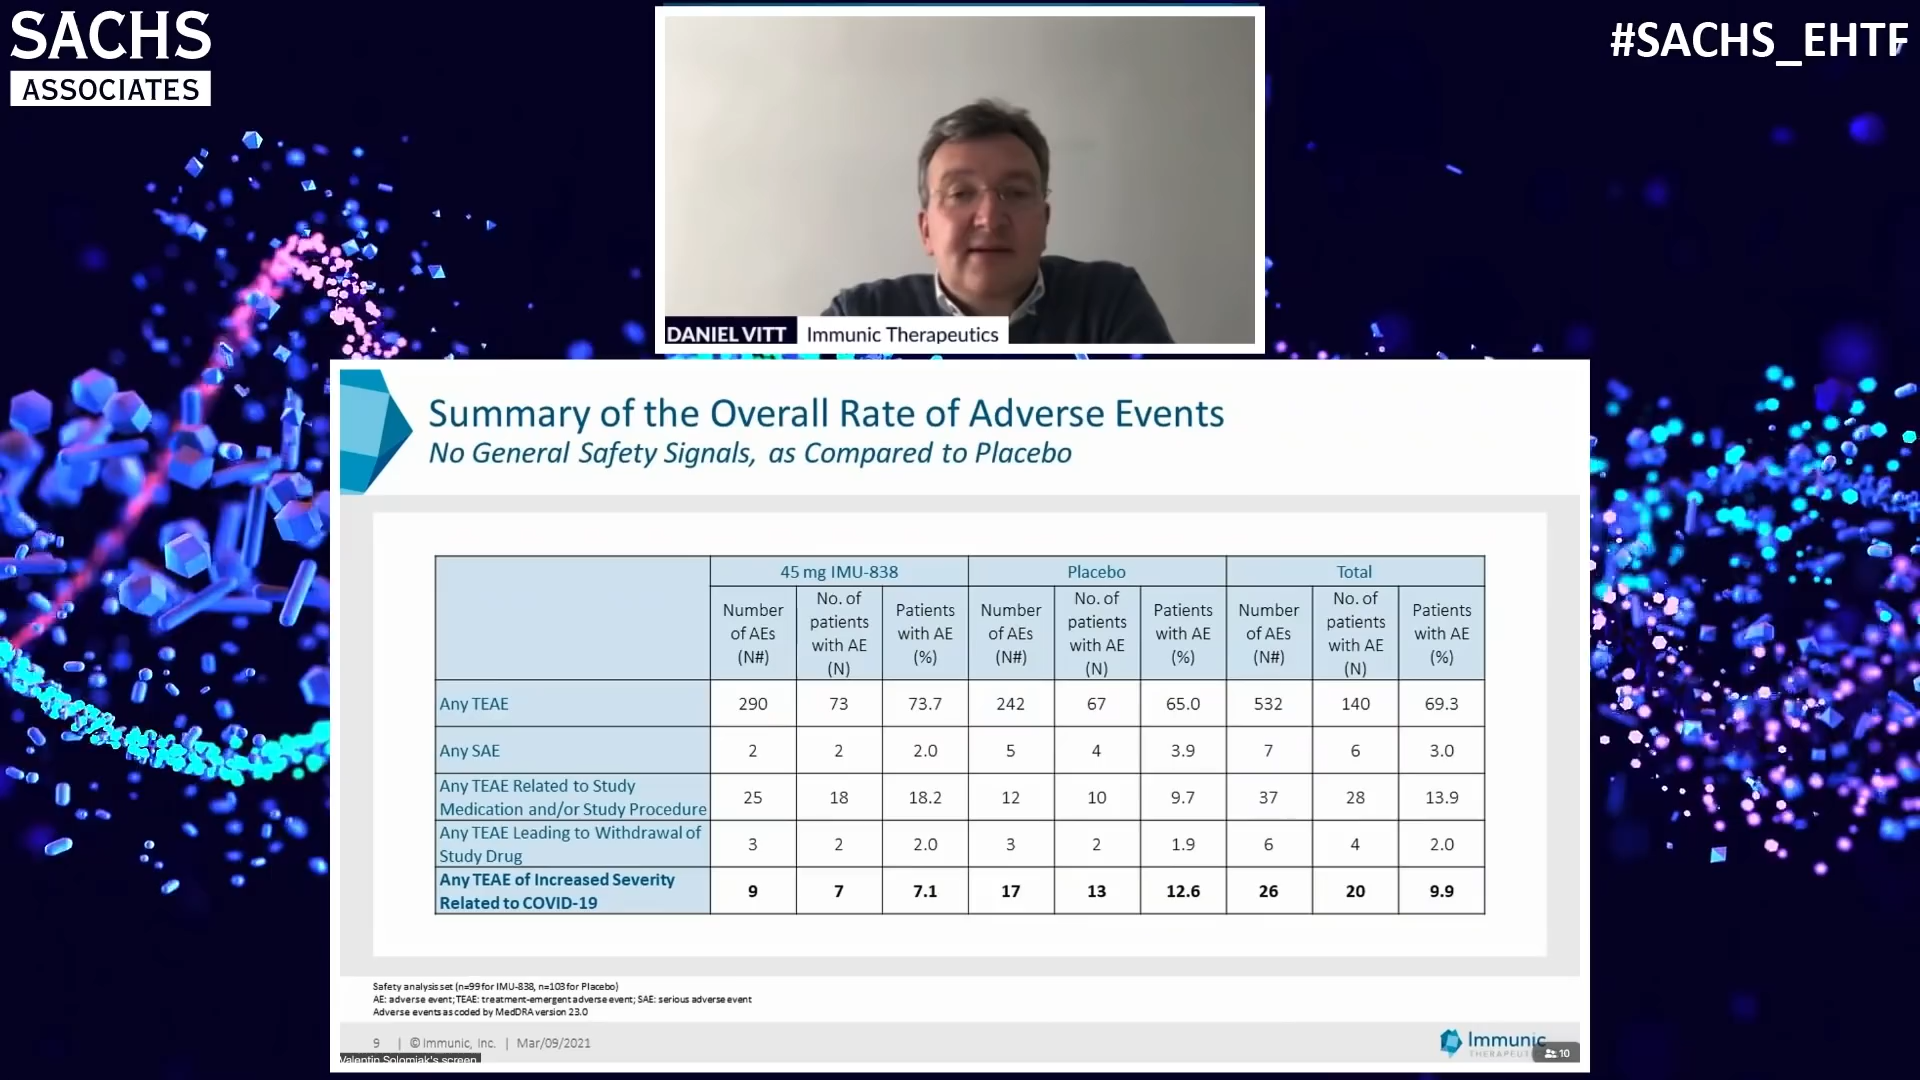 SACHS
ASSOCIATES
#SACHS_EHTF
DANIEL VITT Immunic Therapeutics
Summary of the Overall Rate of Adverse Events
No General Safety Signals, as Compared to Placebo
45 mg IMU-838 Placebo Total
Number of AEs (N#) No. of patients with AE (N) Patients with AE (%) Number of AEs (N#) No. of patients with AE (N) Patients with AE (%) Number of AEs (N#) No. of patients with AE (N) Patients with AE (%)
Any TEAE 290 73 73.7 242 67 65.0 532 140 69.3
Any SAE 2 2 2.0 5 4 3.9 7 6 3.0
Any TEAE Related to Study
Medication and/or Study Procedure 25 18 18.2 12 10 9.7 37 28 13.9
Any TEAE Leading to Withdrawal of
Study Drug 3 2 2.0 3 2 1.9 6 4 2.0
Any TEAE of Increased Severity
Related to COVID-19 9 7 7.1 17 13 12.6 26 20 9.9
Safety analysis set (n=99 for IMU-838, n=103 for Placebo)
AE: adverse event; TEAE: treatment-emergent adverse event; SAE: serious adverse event
Adverse events as coded by MedDRA version 23.0
9 | © Immunic, Inc. | Mar/09/2021
Immunic
Valentin Solomiak's screen
10